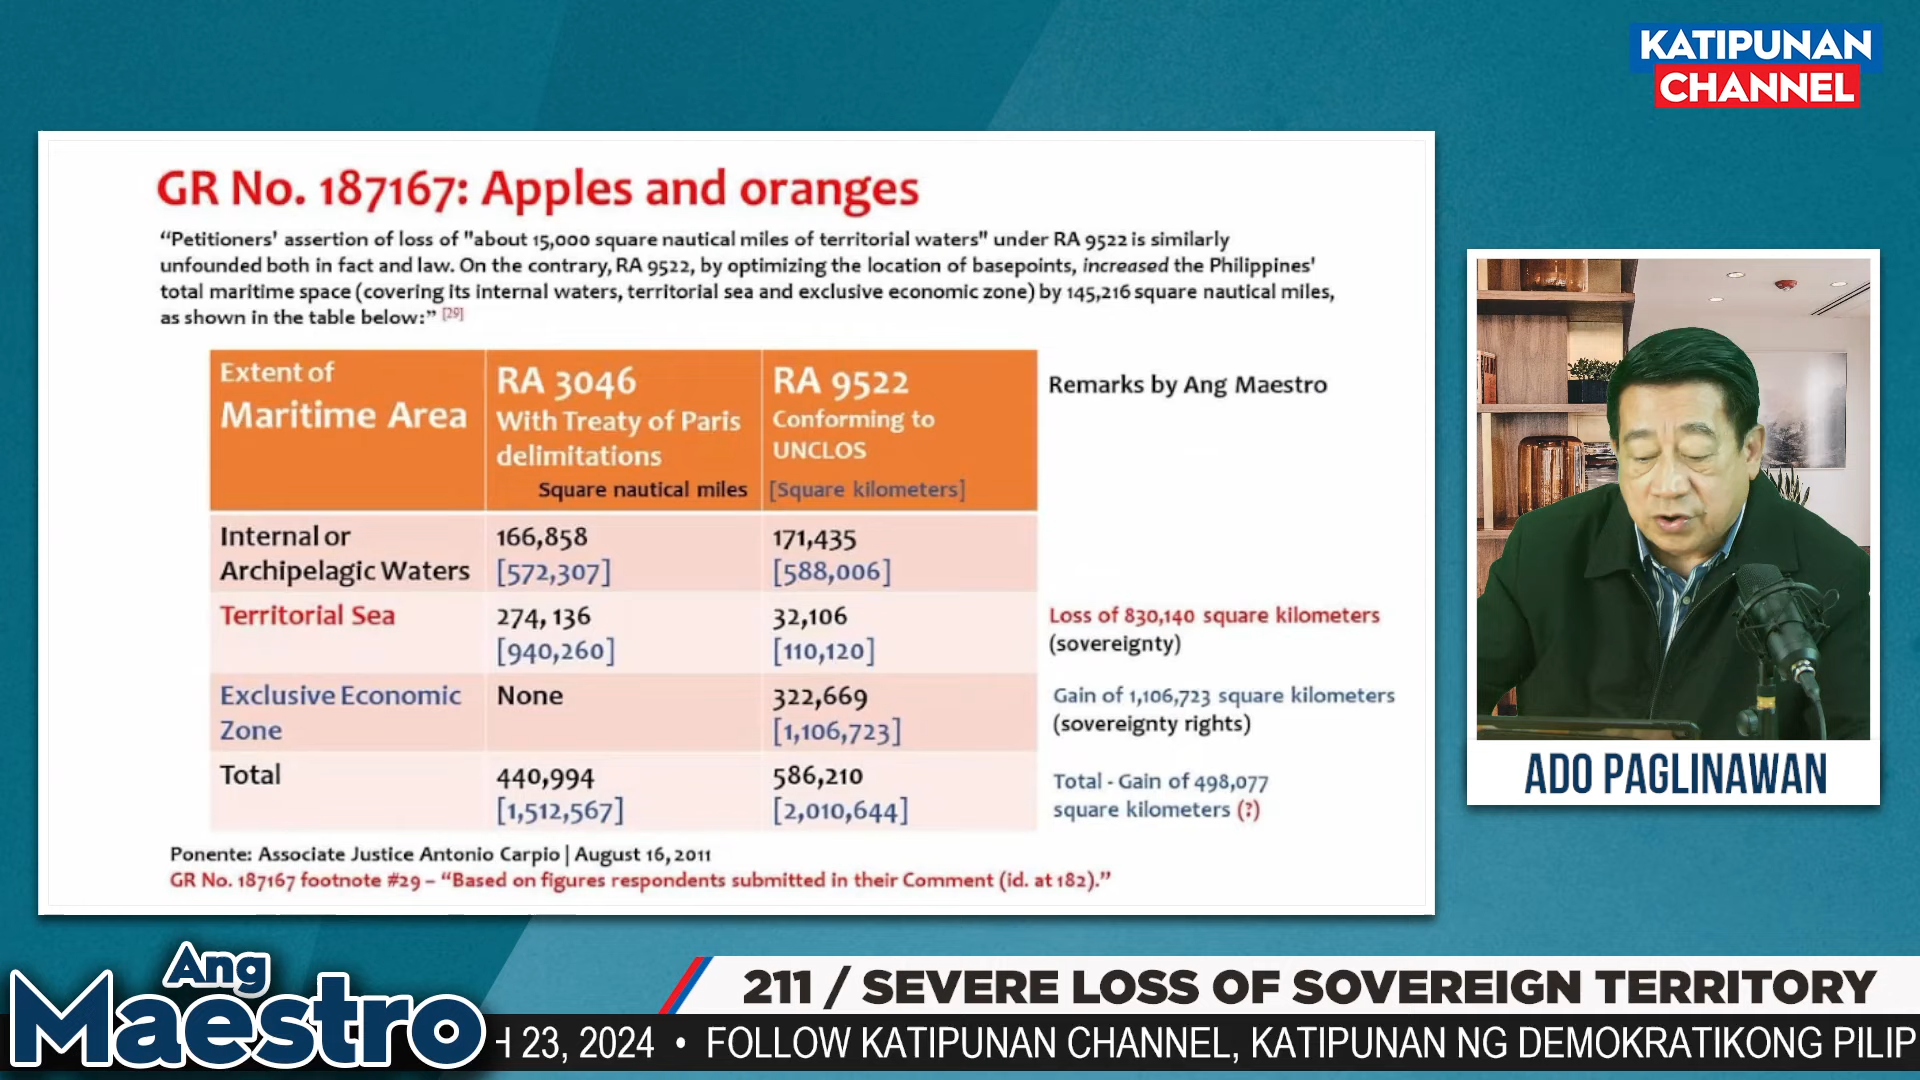 KATIPUNAN
CHANNEL
GR No. 187167: Apples and oranges
“Petitioners' assertion of loss of "about 15,000 square nautical miles of territorial waters" under RA 9522 is similarly
unfounded both in fact and law. On the contrary, RA 9522, by optimizing the location of basepoints, increased the Philippines'
total maritime space (covering its internal waters, territorial sea and exclusive economic zone) by 145,216 square nautical miles,
as shown in the table below:” [29]
Extent of
Maritime Area
RA 3046
With Treaty of Paris
delimitations
Square nautical miles
RA 9522
Conforming to
UNCLOS
[Square kilometers]
Remarks by Ang Maestro
Internal or
Archipelagic Waters
166,858
[572,307]
171,435
[588,006]
Territorial Sea
274, 136
[940,260]
32,106
[110,120]
Loss of 830,140 square kilometers
(sovereignty)
Exclusive Economic
Zone
None
322,669
[1,106,723]
Gain of 1,106,723 square kilometers
(sovereignty rights)
Total
440,994
[1,512,567]
586,210
[2,010,644]
Total - Gain of 498,077
square kilometers (?)
Ponente: Associate Justice Antonio Carpio | August 16, 2011
GR No. 187167 footnote #29 – “Based on figures respondents submitted in their Comment (id. at 182).”
ADO PAGLINAWAN
Ang
Maestro
211 / SEVERE LOSS OF SOVEREIGN TERRITORY
H 23, 2024 • FOLLOW KATIPUNAN CHANNEL, KATIPUNAN NG DEMOKRATIKONG PILIP